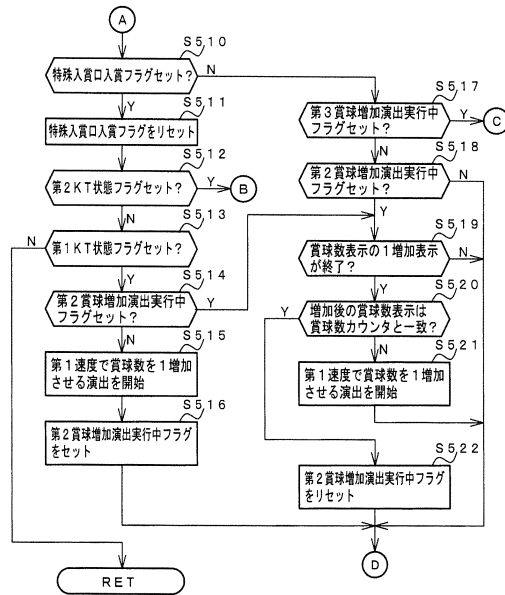 A
S510
特殊入賞口入賞フラグセット？
N
Y
S511
特殊入賞口入賞フラグをリセット
S512
第2KT状態フラグセット？
Y
B
N
S513
N
第1KT状態フラグセット？
Y
S514
第2賞球増加演出実行中
フラグセット？
Y
N
S515
第1速度で賞球数を1増加
させる演出を開始
S516
第2賞球増加演出実行中フラグ
をセット
RET
S517
第3賞球増加演出実行中
フラグセット？
Y
C
N
S518
第2賞球増加演出実行中
フラグセット？
N
Y
S519
賞球数表示の1増加表示
が終了？
N
Y
S520
Y
増加後の賞球数表示は
賞球数カウンタと一致？
N
S521
第1速度で賞球数を1増加
させる演出を開始
S522
第2賞球増加演出実行中フラグ
をリセット
D